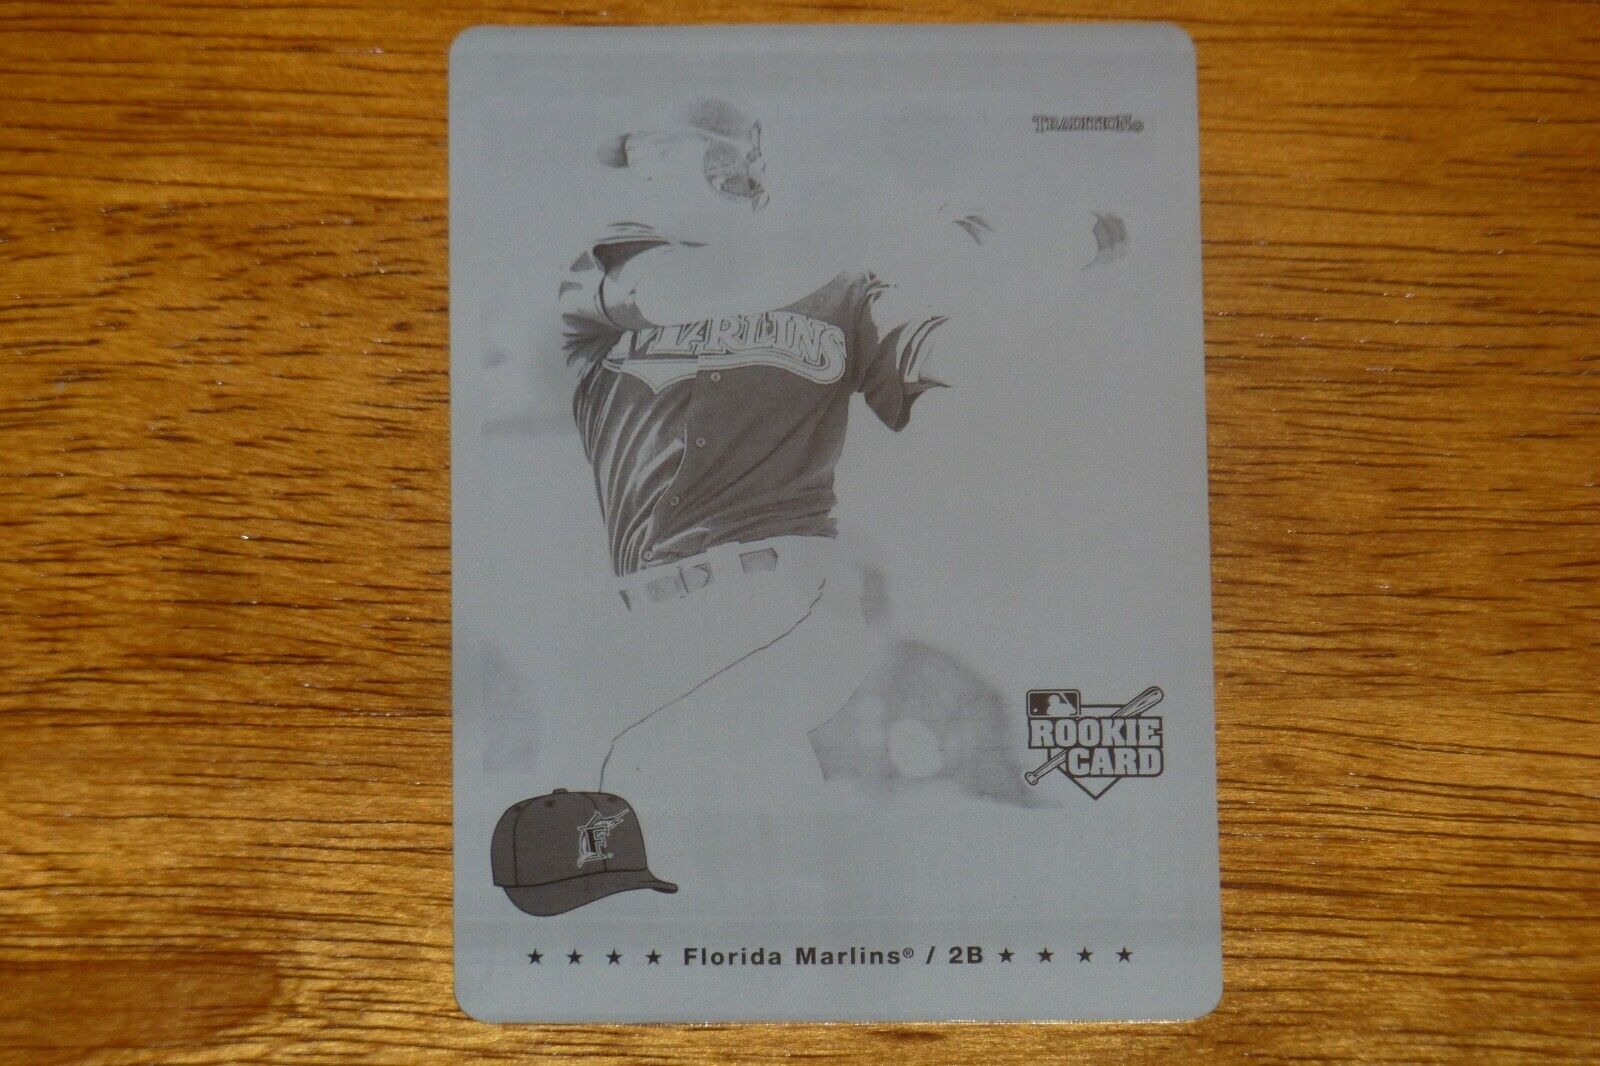 TRADITION®
MARLINS
ROOKIE
CARD
F
★ ★ ★ ★ Florida Marlins® / 2B ★ ★ ★ ★